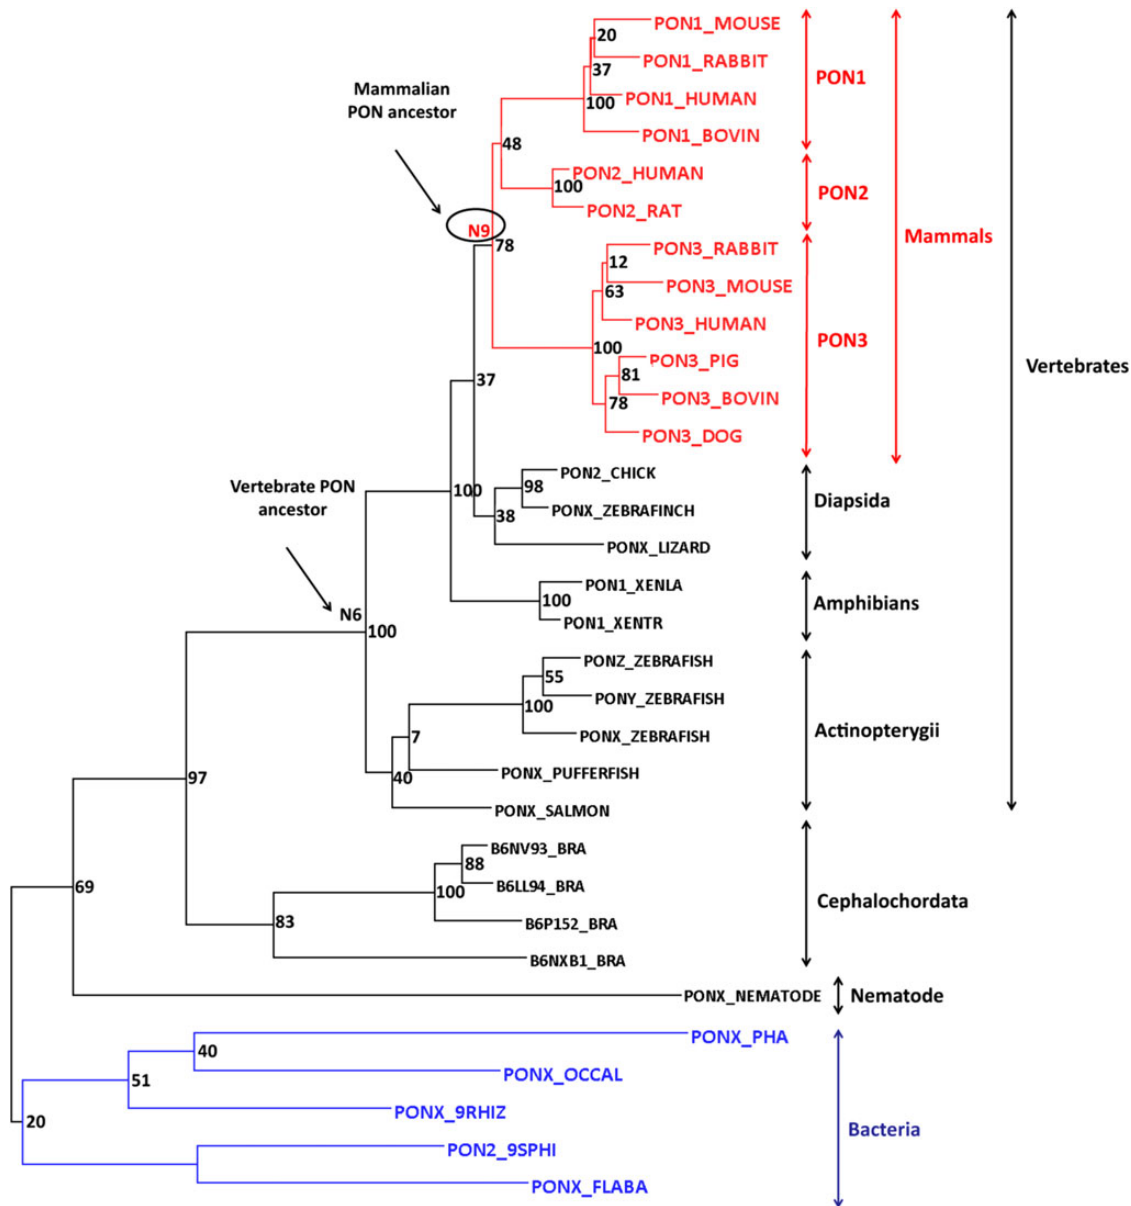 PON1_MOUSE
20
PON1_RABBIT
37
PON1
Mammalian
PON ancestor
PON1_HUMAN
100
PON1_BOVIN
48
PON2_HUMAN
100
PON2
PON2_RAT
N9
78
Mammals
PON3_RABBIT
12
PON3_MOUSE
63
PON3_HUMAN
100
PON3
PON3_PIG
81
Vertebrates
37
PON3_BOVIN
78
PON3_DOG
PON2_CHICK
98
Vertebrate PON
ancestor
100
PONX_ZEBRAFINCH
38
Diapsida
PONX_LIZARD
PON1_XENLA
100
Amphibians
N6
PON1_XENTR
100
PONZ_ZEBRAFISH
55
PONY_ZEBRAFISH
100
PONX_ZEBRAFISH
Actinopterygii
7
PONX_PUFFERFISH
40
97
PONX_SALMON
B6NV93_BRA
88
B6LL94_BRA
100
69
Cephalochordata
B6P152_BRA
83
B6NXB1_BRA
PONX_NEMATODE
Nematode
PONX_PHA
40
PONX_OCCAL
51
PONX_9RHIZ
20
Bacteria
PON2_9SPHI
PONX_FLABA